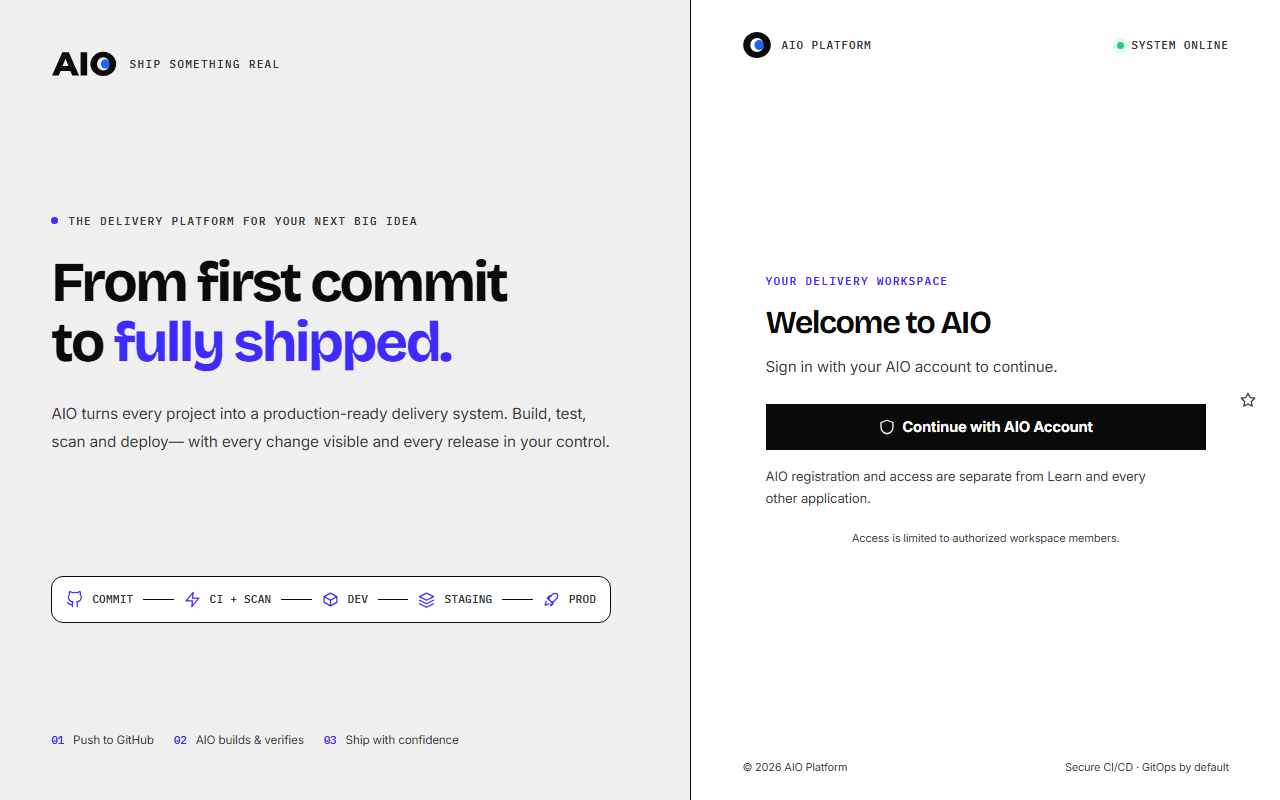 AIO SHIP SOMETHING REAL
THE DELIVERY PLATFORM FOR YOUR NEXT BIG IDEA
From first commit
to fully shipped.
AIO turns every project into a production-ready delivery system. Build, test,
scan and deploy— with every change visible and every release in your control.
COMMIT CI + SCAN DEV STAGING PROD
01 Push to GitHub 02 AIO builds & verifies 03 Ship with confidence
AIO PLATFORM SYSTEM ONLINE
YOUR DELIVERY WORKSPACE
Welcome to AIO
Sign in with your AIO account to continue.
Continue with AIO Account
AIO registration and access are separate from Learn and every
other application.
Access is limited to authorized workspace members.
© 2026 AIO Platform Secure CI/CD · GitOps by default